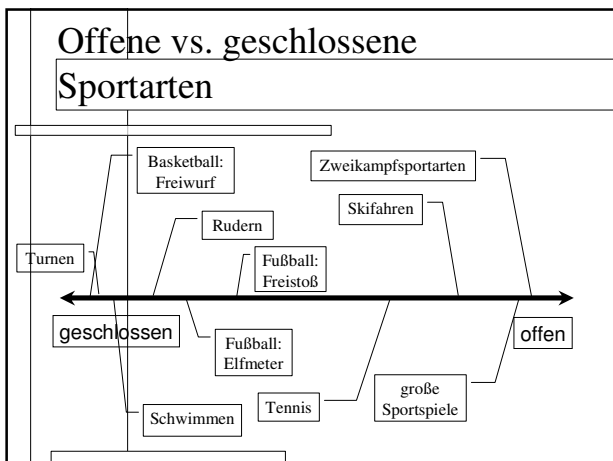 Offene vs. geschlossene
Sportarten
Basketball:
Freiwurf
Zweikampfsportarten
Skifahren
Rudern
Turnen
Fußball:
Freistoß
geschlossen
offen
Fußball:
Elfmeter
große
Sportspiele
Tennis
Schwimmen